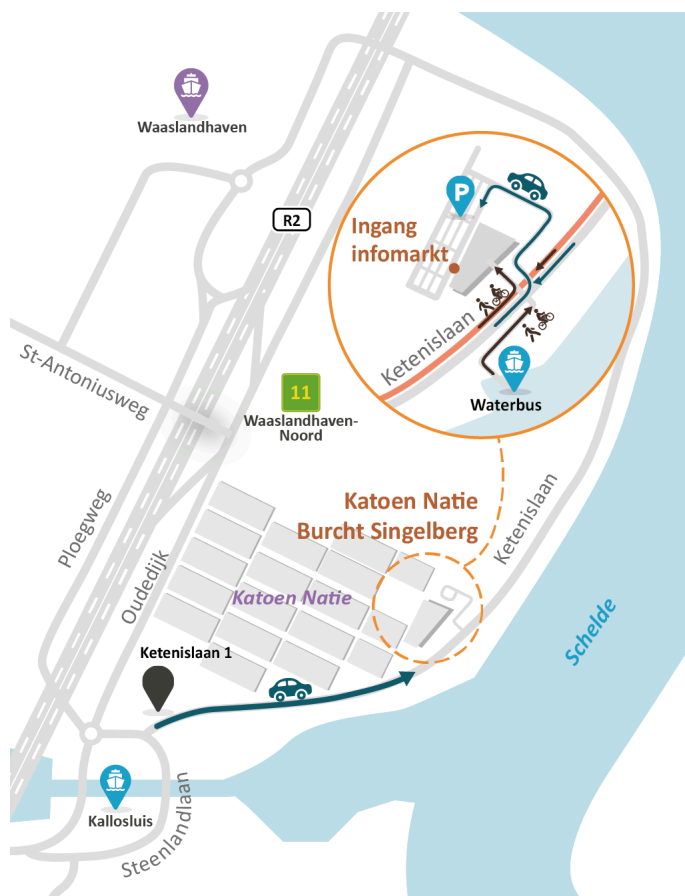 Waaslandhaven
R2
P
Ingang
infomarkt
Ketenislaan
Waterbus
St-Antoniusweg
11
Waaslandhaven-
Noord
Katoen Natie
Burcht Singelberg
Ketenislaan
Ploegweg
Oudedijk
Katoen Natie
Schelde
Ketenislaan 1
Kallosluis
Steenlandlaan